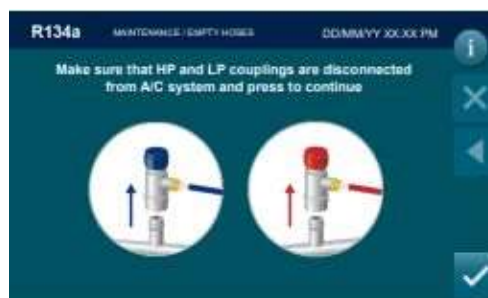 R134a MAINTENANCE / EMPTY HOSES DD/MM/YY XX.XX PM
i
Make sure that HP and LP couplings are disconnected
from A/C system and press to continue